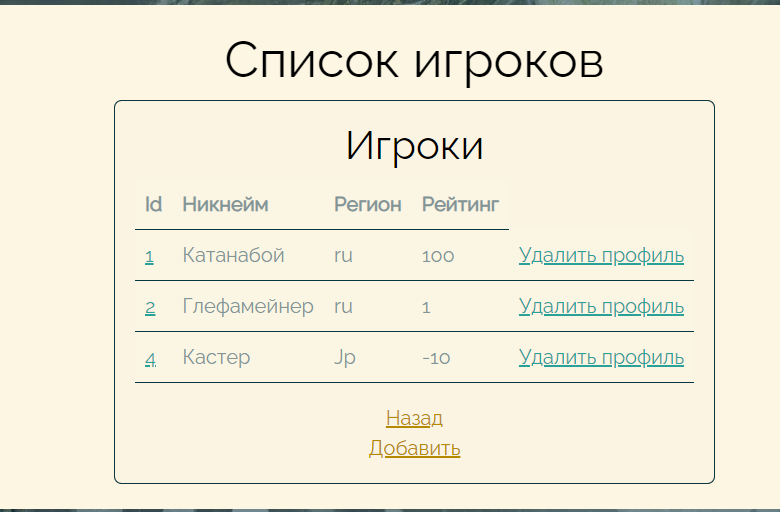 Список игроков
Игроки
Id Никнейм Регион Рейтинг
1 Катанабой ru 100 Удалить профиль
2 Глефамейнер ru 1 Удалить профиль
4 Кастер Jp -10 Удалить профиль
Назад
Добавить